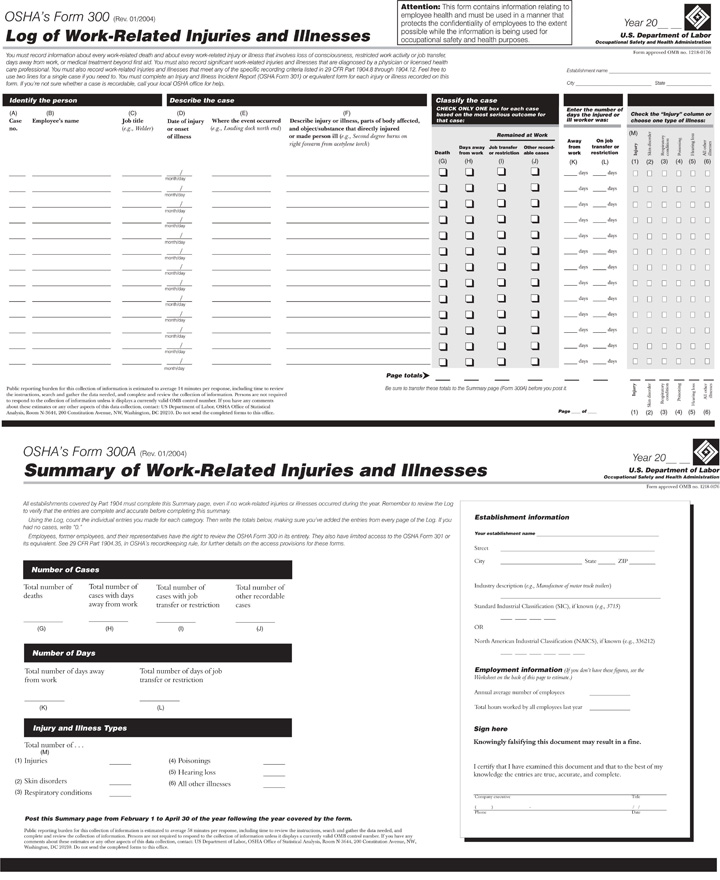 OSHA's Form 300 (Rev. 01/2004)
Log of Work-Related Injuries and Illnesses
Attention: This form contains information relating to
employee health and must be used in a manner that
protects the confidentiality of employees to the extent
possible while the information is being used for
occupational safety and health purposes.
Year 20__ __
U.S. Department of Labor
Occupational Safety and Health Administration
Form approved OMB no. 1218-0176
You must record information about every work-related death and about every work-related injury or illness that involves loss of consciousness, restricted work activity or job transfer,
days away from work, or medical treatment beyond first aid. You must also record significant work-related injuries and illnesses that are diagnosed by a physician or licensed health
care professional. You must also record work-related injuries and illnesses that meet any of the specific recording criteria listed in 29 CFR Part 1904.8 through 1904.12. Feel free to
use two lines for a single case if you need to. You must complete an Injury and Illness Incident Report (OSHA Form 301) or equivalent form for each injury or illness recorded on this
form. If you're not sure whether a case is recordable, call your local OSHA office for help.
Establishment name
City State
Identify the person
(A) (B) (C)
Case Employee's name Job title
no. (e.g., Welder)
Describe the case
(D) (E) (F)
Date of injury Where the event occurred Describe injury or illness, parts of body affected,
or onset (e.g., Loading dock north end) and object/substance that directly injured
of illness or made person ill (e.g., Second degree burns on
right forearm from acetylene torch)
Classify the case
CHECK ONLY ONE box for each case
based on the most serious outcome for
that case:
Remained at Work
Death Days away from work Job transfer or restriction Other record-able cases
(G) (H) (I) (J)
Enter the number of
days the injured or
ill worker was:
Away from work On job transfer or restriction
(K) (L)
Check the "Injury" column or
choose one type of illness:
(M)
Injury Skin disorder Respiratory condition Poisoning Hearing loss All other illnesses
(1) (2) (3) (4) (5) (6)
/ month/day days days
/ month/day days days
/ month/day days days
/ month/day days days
/ month/day days days
/ month/day days days
/ month/day days days
/ month/day days days
/ month/day days days
/ month/day days days
/ month/day days days
/ month/day days days
/ month/day days days
Page totals
Be sure to transfer these totals to the Summary page (Form 300A) before you post it.
Injury Skin disorder Respiratory condition Poisoning Hearing loss All other illnesses
Page ___ of ___ (1) (2) (3) (4) (5) (6)
Public reporting burden for this collection of information is estimated to average 14 minutes per response, including time to review
the instructions, search and gather the data needed, and complete and review the collection of information. Persons are not required
to respond to the collection of information unless it displays a currently valid OMB control number. If you have any comments
about these estimates or any other aspects of this data collection, contact: US Department of Labor, OSHA Office of Statistical
Analysis, Room N-3644, 200 Constitution Avenue, NW, Washington, DC 20210. Do not send the completed forms to this office.
OSHA's Form 300A (Rev. 01/2004)
Summary of Work-Related Injuries and Illnesses
Year 20__ __
U.S. Department of Labor
Occupational Safety and Health Administration
Form approved OMB no. 1218-0176
All establishments covered by Part 1904 must complete this Summary page, even if no work-related injuries or illnesses occurred during the year. Remember to review the Log
to verify that the entries are complete and accurate before completing this summary.
Using the Log, count the individual entries you made for each category. Then write the totals below, making sure you've added the entries from every page of the Log. If you
had no cases, write "0."
Employees, former employees, and their representatives have the right to review the OSHA Form 300 in its entirety. They also have limited access to the OSHA Form 301 or
its equivalent. See 29 CFR Part 1904.35, in OSHA's recordkeeping rule, for further details on the access provisions for these forms.
Number of Cases
Total number of deaths
Total number of cases with days away from work
Total number of cases with job transfer or restriction
Total number of other recordable cases
(G) (H) (I) (J)
Number of Days
Total number of days away from work
Total number of days of job transfer or restriction
(K) (L)
Injury and Illness Types
Total number of . . .
(M)
(1) Injuries
(2) Skin disorders
(3) Respiratory conditions
(4) Poisonings
(5) Hearing loss
(6) All other illnesses
Post this Summary page from February 1 to April 30 of the year following the year covered by the form.
Public reporting burden for this collection of information is estimated to average 58 minutes per response, including time to review the instructions, search and gather the data needed, and
complete and review the collection of information. Persons are not required to respond to the collection of information unless it displays a currently valid OMB control number. If you have any
comments about these estimates or any other aspects of this data collection, contact: US Department of Labor, OSHA Office of Statistical Analysis, Room N-3644, 200 Constitution Avenue, NW,
Washington, DC 20210. Do not send the completed forms to this office.
Establishment information
Your establishment name
Street
City State ZIP
Industry description (e.g., Manufacture of motor truck trailers)
Standard Industrial Classification (SIC), if known (e.g., 3715)
OR
North American Industrial Classification (NAICS), if known (e.g., 336212)
Employment information (If you don't have these figures, see the
Worksheet on the back of this page to estimate.)
Annual average number of employees
Total hours worked by all employees last year
Sign here
Knowingly falsifying this document may result in a fine.
I certify that I have examined this document and that to the best of my
knowledge the entries are true, accurate, and complete.
Company executive Title
( ) - / /
Phone Date